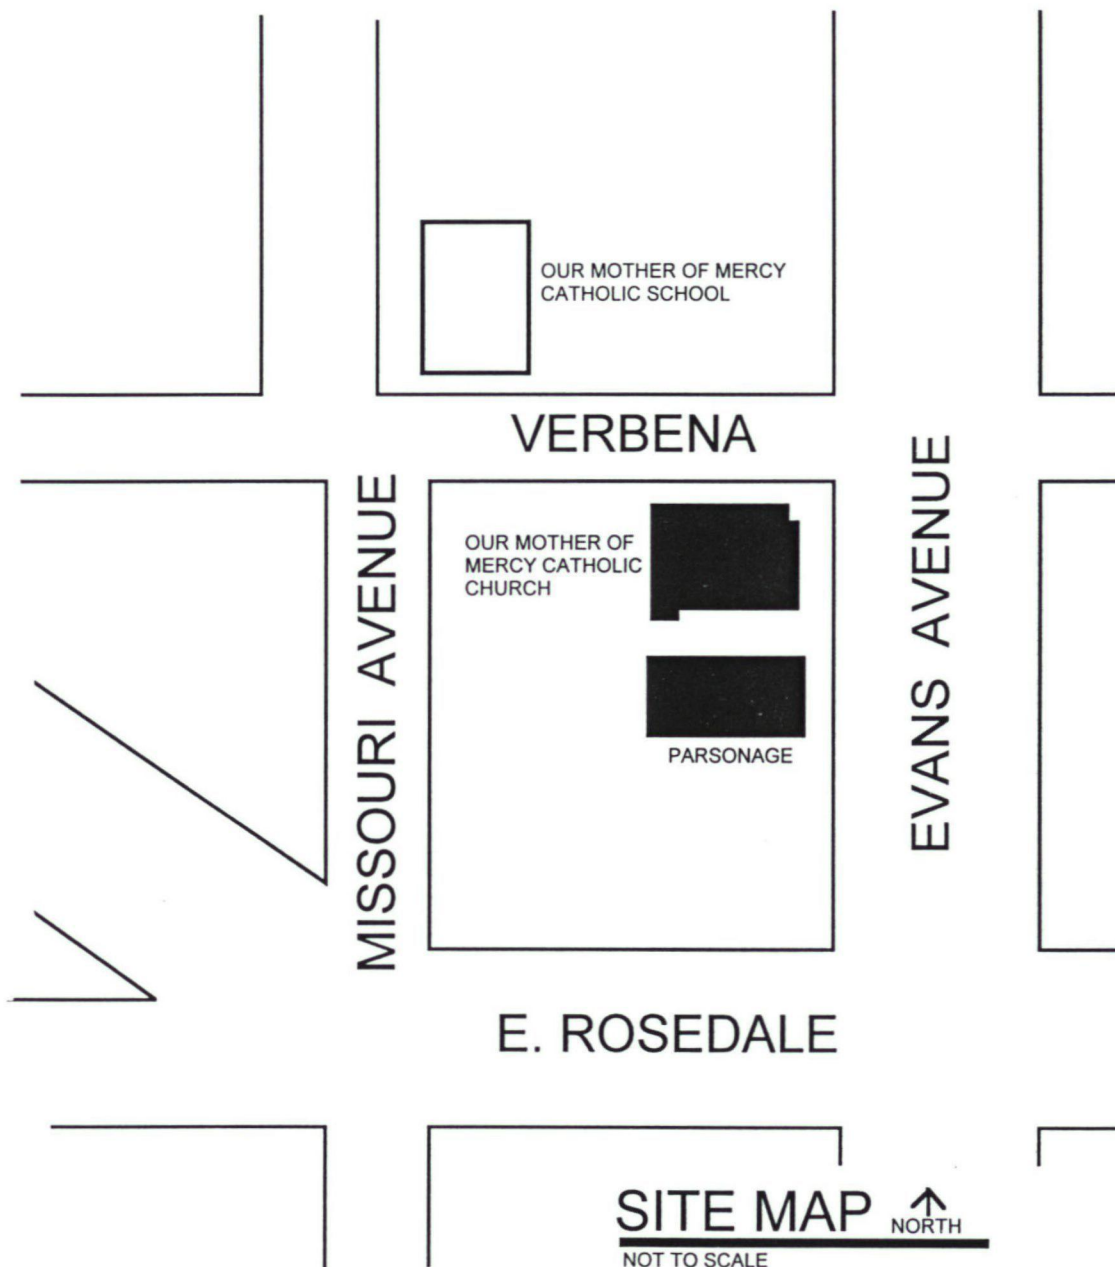 OUR MOTHER OF MERCY
CATHOLIC SCHOOL
VERBENA
MISSOURI AVENUE
EVANS AVENUE
OUR MOTHER OF
MERCY CATHOLIC
CHURCH
PARSONAGE
E. ROSEDALE
SITE MAP
NORTH
NOT TO SCALE